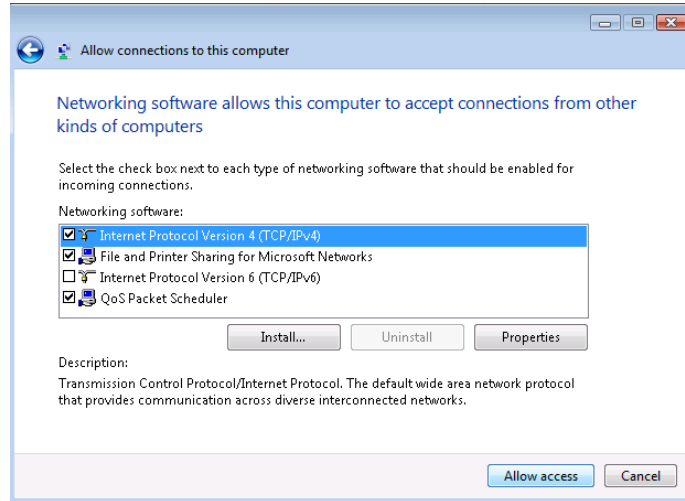 Allow connections to this computer
Networking software allows this computer to accept connections from other
kinds of computers
Select the check box next to each type of networking software that should be enabled for
incoming connections.
Networking software:
Internet Protocol Version 4 (TCP/IPv4)
File and Printer Sharing for Microsoft Networks
Internet Protocol Version 6 (TCP/IPv6)
QoS Packet Scheduler
Install... Uninstall Properties
Description:
Transmission Control Protocol/Internet Protocol. The default wide area network protocol
that provides communication across diverse interconnected networks.
Allow access Cancel